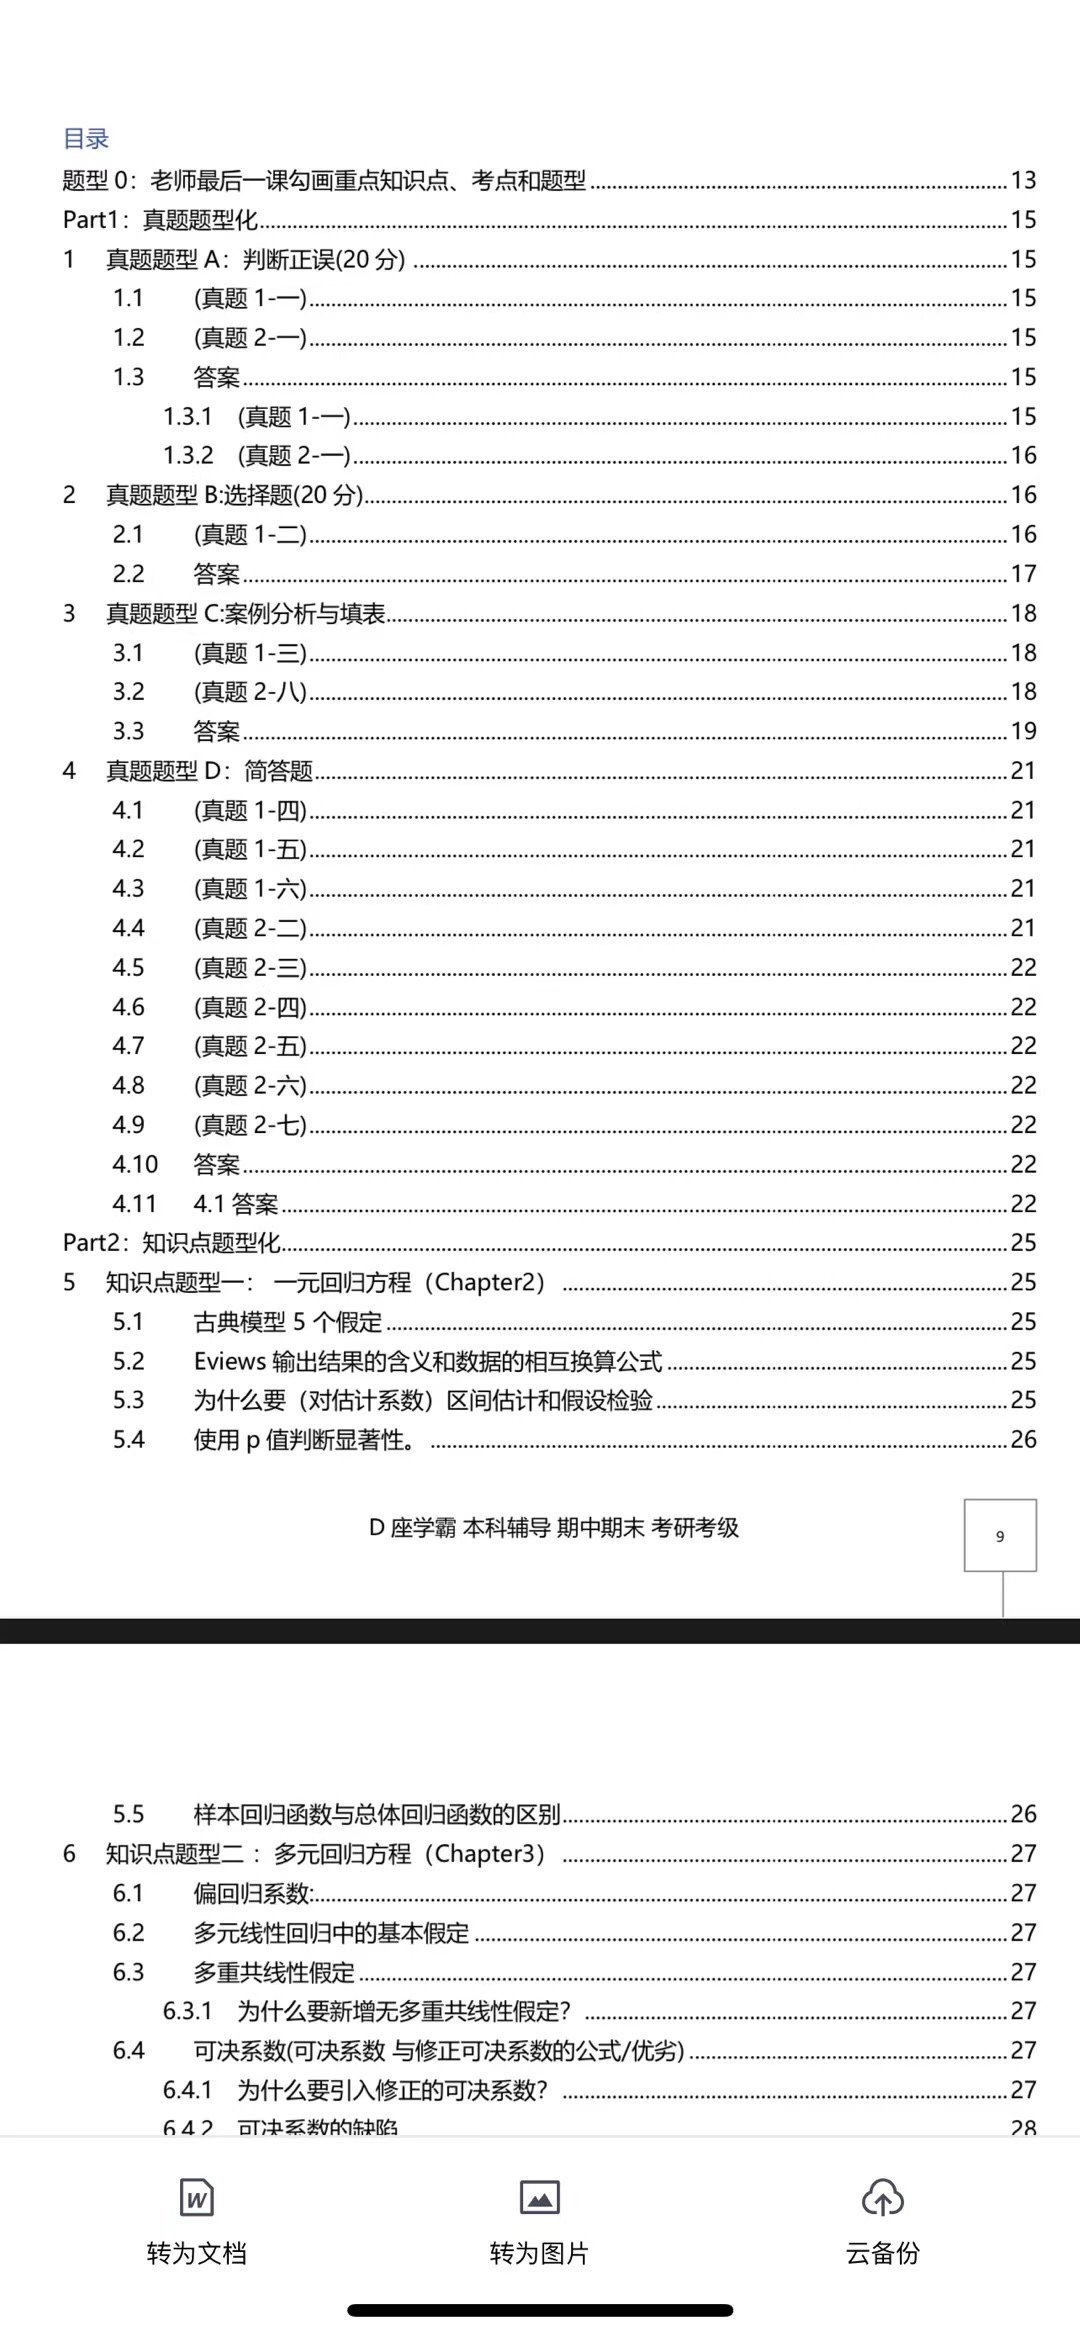 目录
题型 0：老师最后一课勾画重点知识点、考点和题型 13
Part1：真题题型化 15
1 真题题型 A：判断正误(20 分) 15
1.1 (真题 1-一) 15
1.2 (真题 2-一) 15
1.3 答案 15
1.3.1 (真题 1-一) 15
1.3.2 (真题 2-一) 16
2 真题题型 B:选择题(20 分) 16
2.1 (真题 1-二) 16
2.2 答案 17
3 真题题型 C:案例分析与填表 18
3.1 (真题 1-三) 18
3.2 (真题 2-八) 18
3.3 答案 19
4 真题题型 D：简答题 21
4.1 (真题 1-四) 21
4.2 (真题 1-五) 21
4.3 (真题 1-六) 21
4.4 (真题 2-二) 21
4.5 (真题 2-三) 22
4.6 (真题 2-四) 22
4.7 (真题 2-五) 22
4.8 (真题 2-六) 22
4.9 (真题 2-七) 22
4.10 答案 22
4.11 4.1 答案 22
Part2：知识点题型化 25
5 知识点题型一： 一元回归方程（Chapter2） 25
5.1 古典模型 5 个假定 25
5.2 Eviews 输出结果的含义和数据的相互换算公式 25
5.3 为什么要（对估计系数）区间估计和假设检验 25
5.4 使用 p 值判断显著性。 26
D 座学霸 本科辅导 期中期末 考研考级
9
5.5 样本回归函数与总体回归函数的区别 26
6 知识点题型二 ：多元回归方程（Chapter3） 27
6.1 偏回归系数: 27
6.2 多元线性回归中的基本假定 27
6.3 多重共线性假定 27
6.3.1 为什么要新增无多重共线性假定？ 27
6.4 可决系数(可决系数 与修正可决系数的公式/优劣) 27
6.4.1 为什么要引入修正的可决系数？ 27
6.4.2 可决系数的缺陷 28
W
转为文档
转为图片
云备份